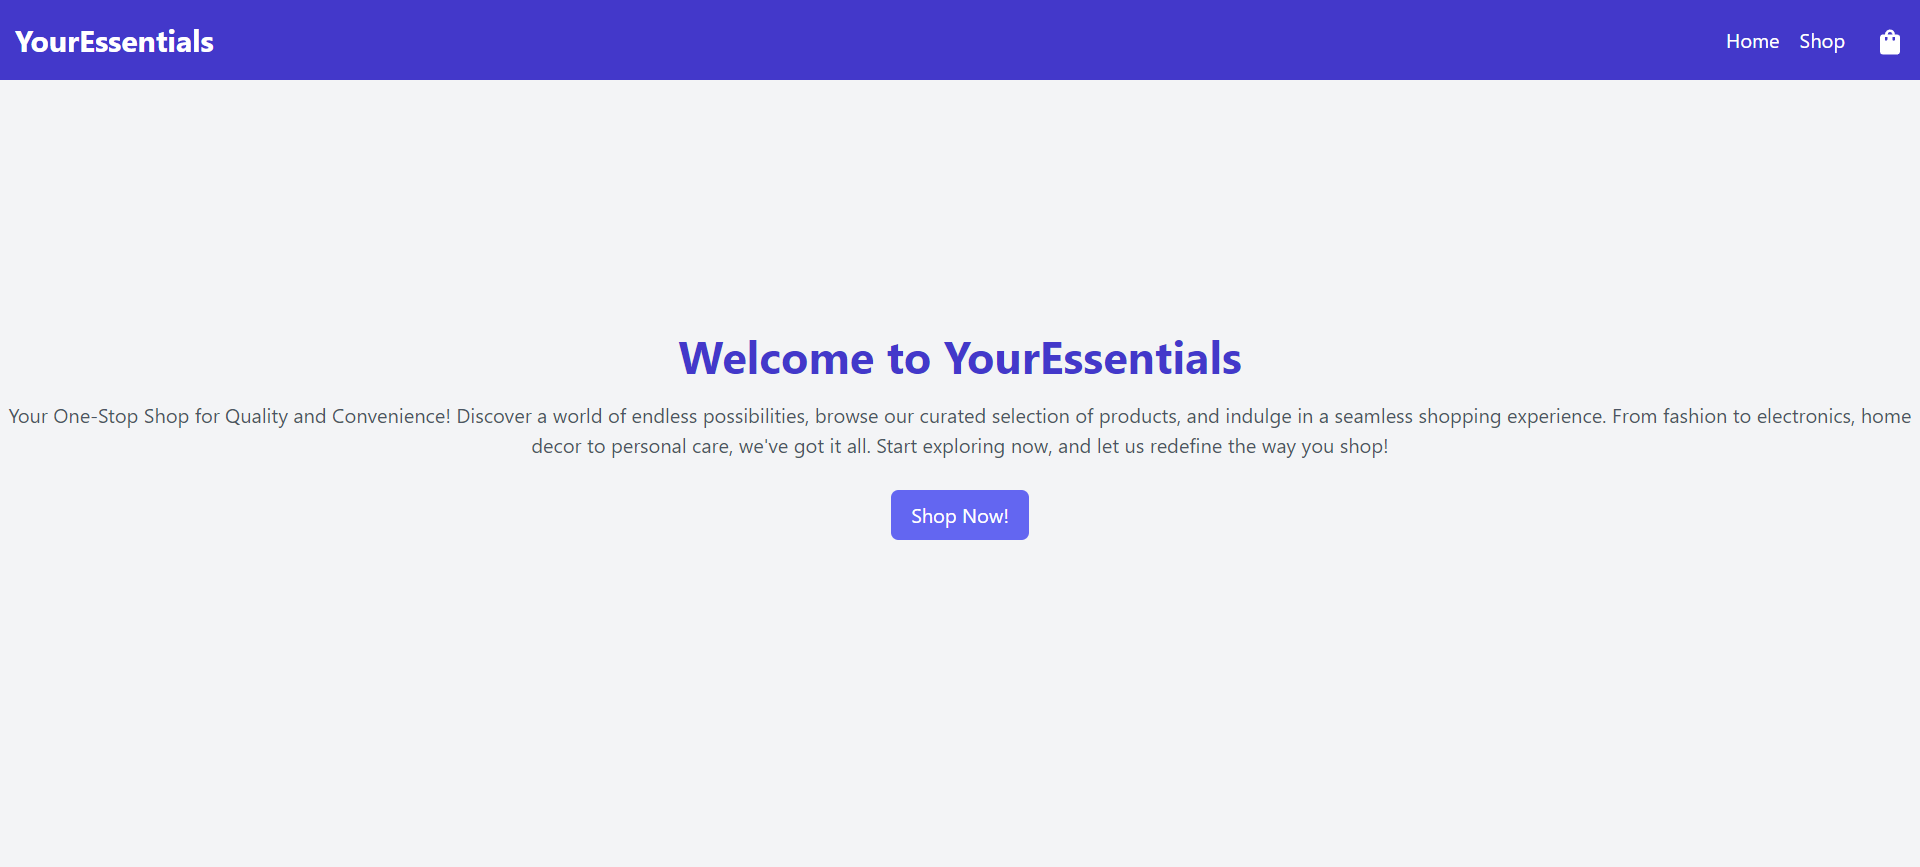 YourEssentials
Home Shop
Welcome to YourEssentials
Your One-Stop Shop for Quality and Convenience! Discover a world of endless possibilities, browse our curated selection of products, and indulge in a seamless shopping experience. From fashion to electronics, home
decor to personal care, we've got it all. Start exploring now, and let us redefine the way you shop!
Shop Now!